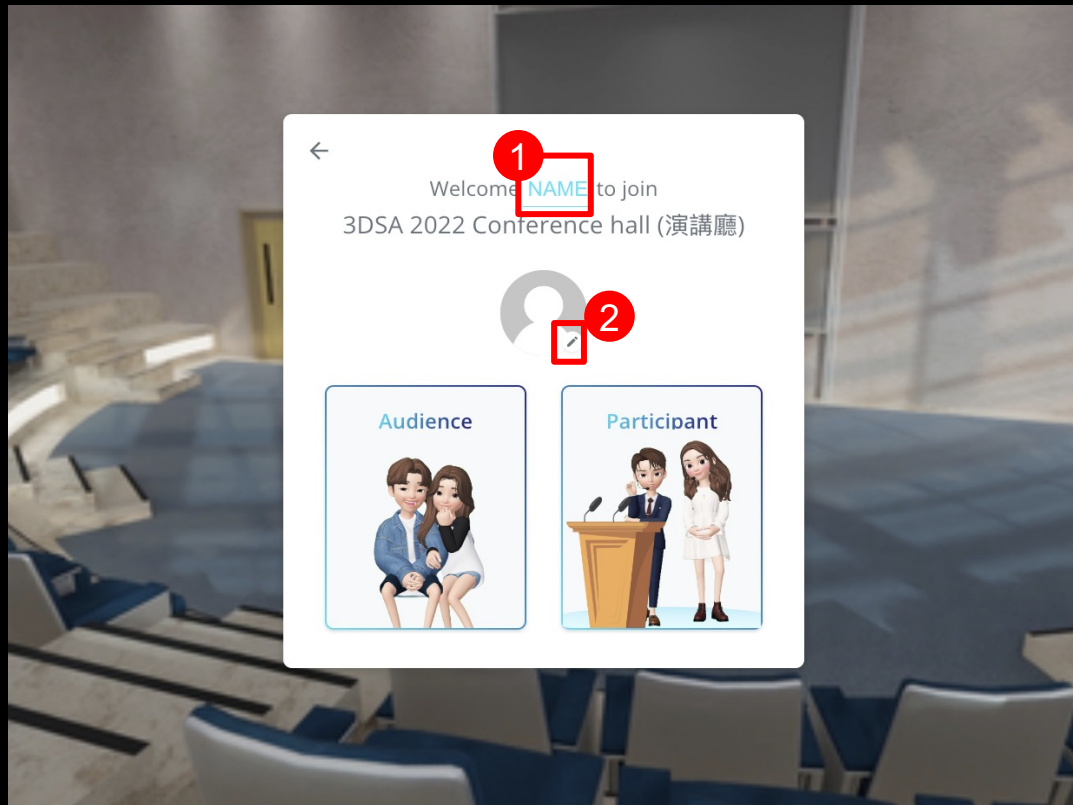 1
Welcome NAME to join
3DSA 2022 Conference hall (演講廳)
2
Audience
Participant